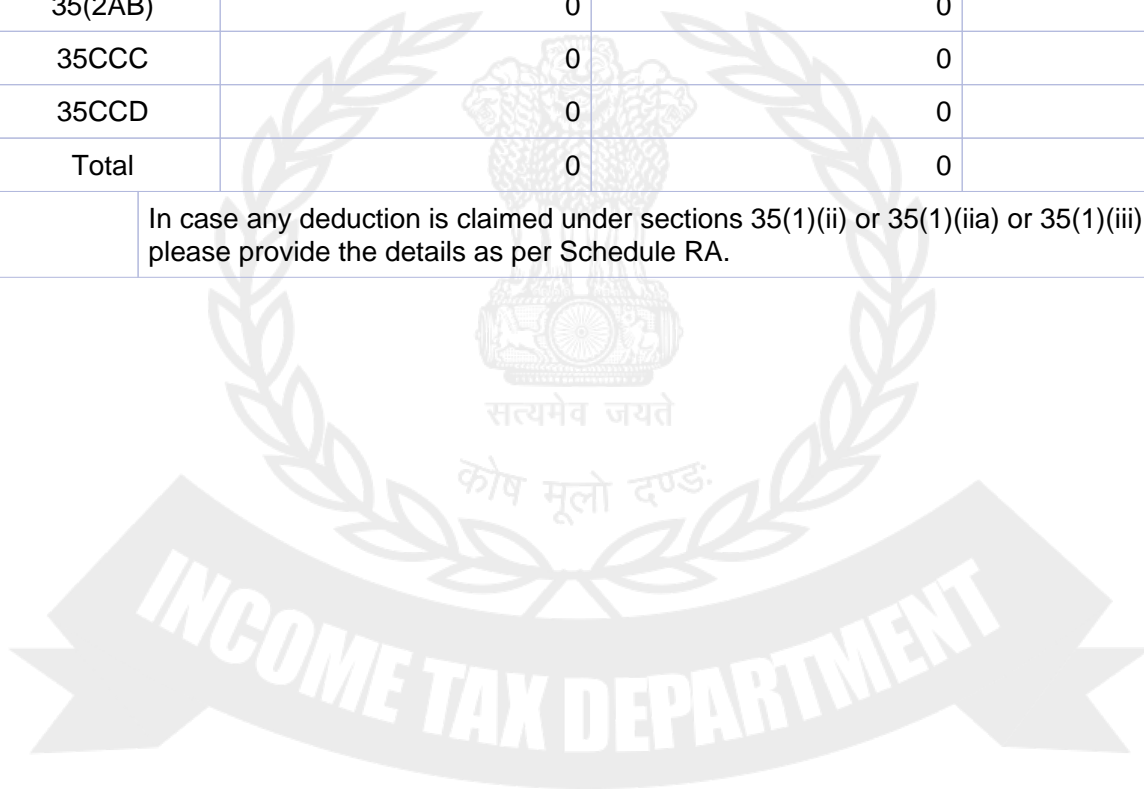 35(2AB) 0 0
35CCC 0 0
35CCD 0 0
Total 0 0
In case any deduction is claimed under sections 35(1)(ii) or 35(1)(iia) or 35(1)(iii)
please provide the details as per Schedule RA.
सत्यमेव जयते
कोष मूलो दण्डः
INCOME TAX DEPARTMENT